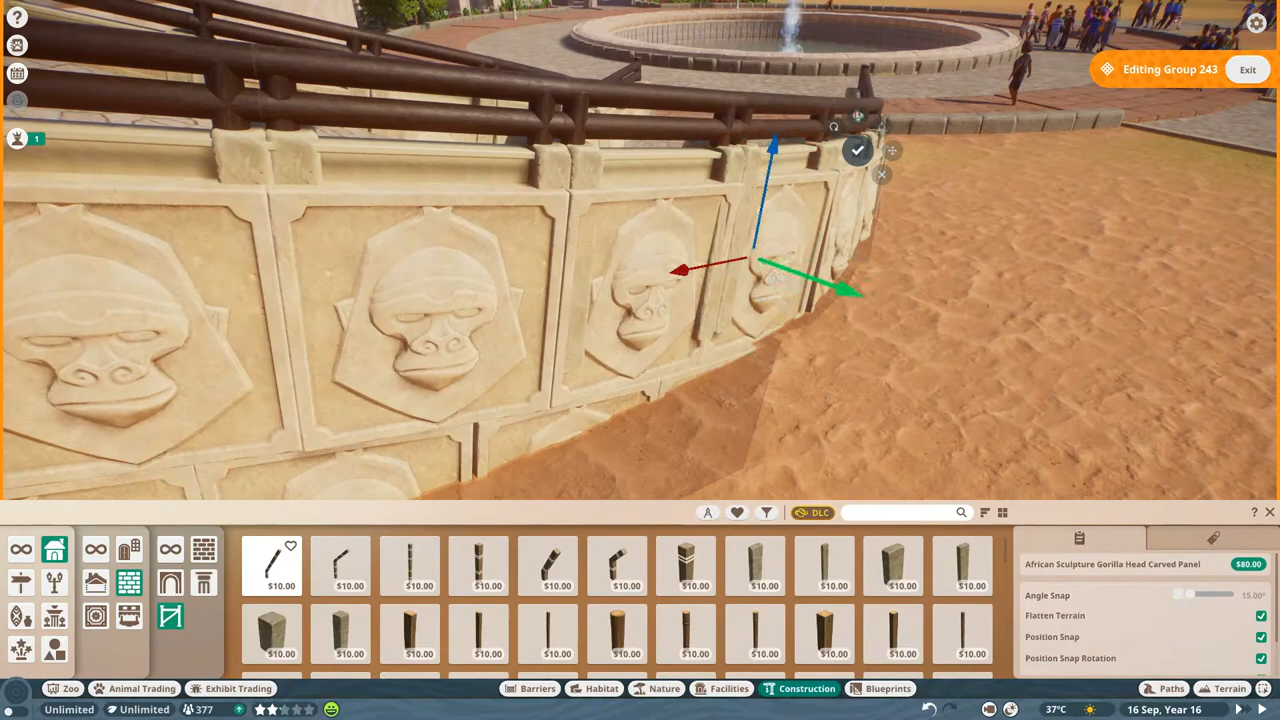 ?
Editing Group 243
Exit
1
DLC
?
$10.00 $10.00 $10.00 $10.00 $10.00 $10.00 $10.00 $10.00 $10.00 $10.00 $10.00
$10.00 $10.00 $10.00 $10.00 $10.00 $10.00 $10.00 $10.00 $10.00 $10.00 $10.00
African Sculpture Gorilla Head Carved Panel $80.00
Angle Snap 15.00°
Flatten Terrain
Position Snap
Position Snap Rotation
Zoo Animal Trading Exhibit Trading Barriers Habitat Nature Facilities Construction Blueprints Paths Terrain
Unlimited Unlimited 377 37°C 16 Sep, Year 16